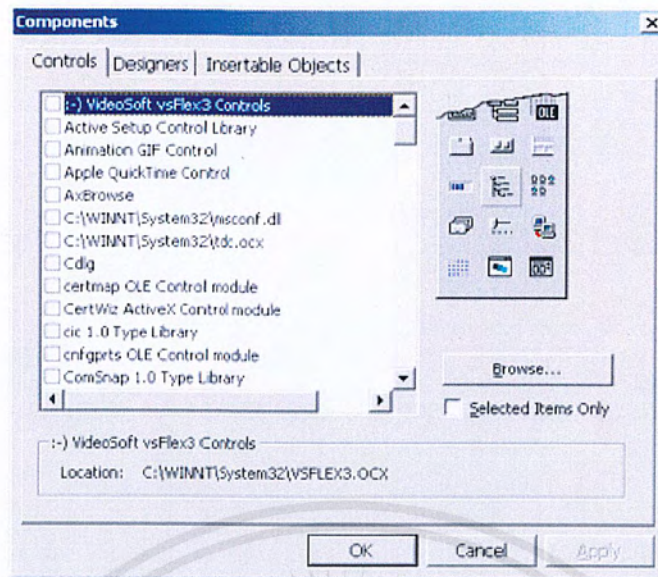 Components
Controls
Designers
Insertable Objects
:-) VideoSoft vsFlex3 Controls
Active Setup Control Library
Animation GIF Control
Apple QuickTime Control
AxBrowse
C:\WINNT\System32\msconf.dll
C:\WINNT\System32\tdc.ocx
Cdlg
certmap OLE Control module
CertWiz ActiveX Control module
cic 1.0 Type Library
cnfgprts OLE Control module
ComSnap 1.0 Type Library
OLE
Browse...
Selected Items Only
:-) VideoSoft vsFlex3 Controls
Location: C:\WINNT\System32\VSFLEX3.OCX
OK
Cancel
Apply